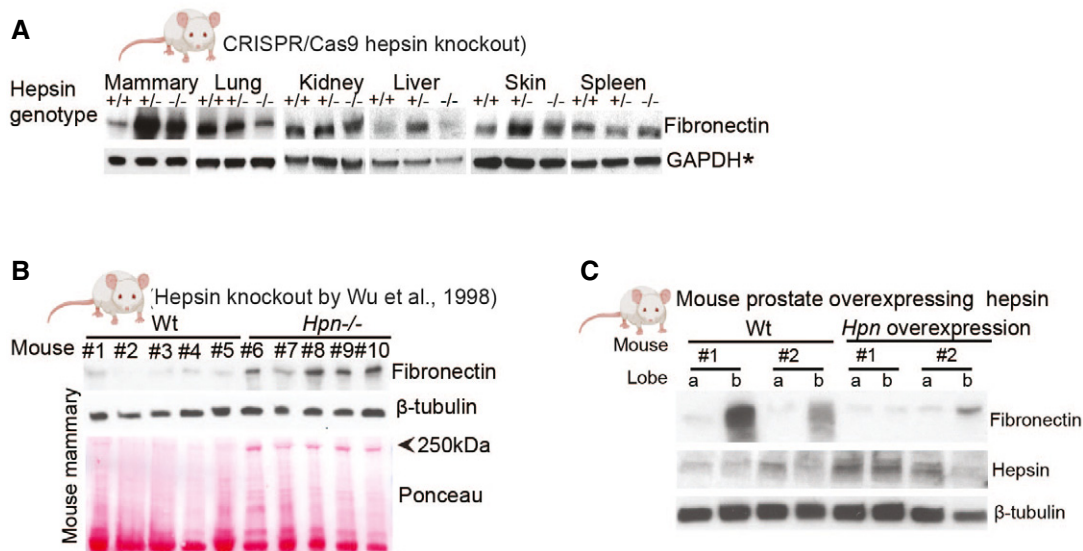 A
CRISPR/Cas9 hepsin knockout)
Hepsin genotype
Mammary Lung Kidney Liver Skin Spleen
+/+ +/- -/- +/+ +/- -/- +/+ +/- -/- +/+ +/- -/- +/+ +/- -/- +/+ +/- -/-
Fibronectin
GAPDH*
B
(Hepsin knockout by Wu et al., 1998)
Wt Hpn-/-
Mouse #1 #2 #3 #4 #5 #6 #7 #8 #9 #10
Fibronectin
β-tubulin
250kDa
Ponceau
Mouse mammary
C
Mouse prostate overexpressing hepsin
Wt Hpn overexpression
Mouse #1 #2 #1 #2
Lobe a b a b a b a b
Fibronectin
Hepsin
β-tubulin